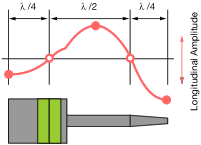 λ /4
λ /2
λ /4
Longitudinal Amplitude